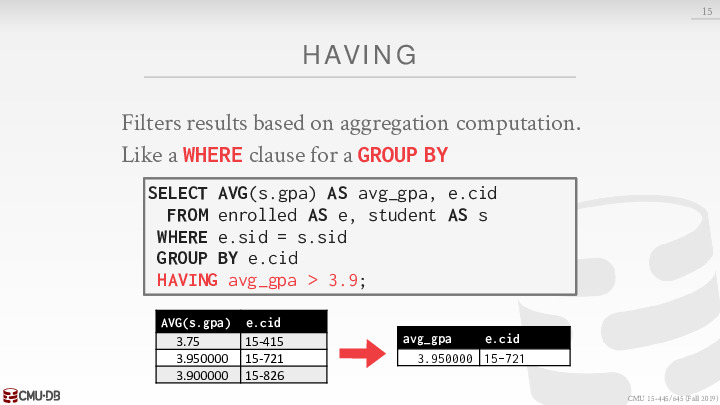 15
HAVING
Filters results based on aggregation computation.
Like a WHERE clause for a GROUP BY
SELECT AVG(s.gpa) AS avg_gpa, e.cid
FROM enrolled AS e, student AS s
WHERE e.sid = s.sid
GROUP BY e.cid
HAVING avg_gpa > 3.9;
AVG(s.gpa) e.cid
3.75 15-415
3.950000 15-721
3.900000 15-826
avg_gpa e.cid
3.950000 15-721
CMU·DB
CMU 15-445/645 (Fall 2019)